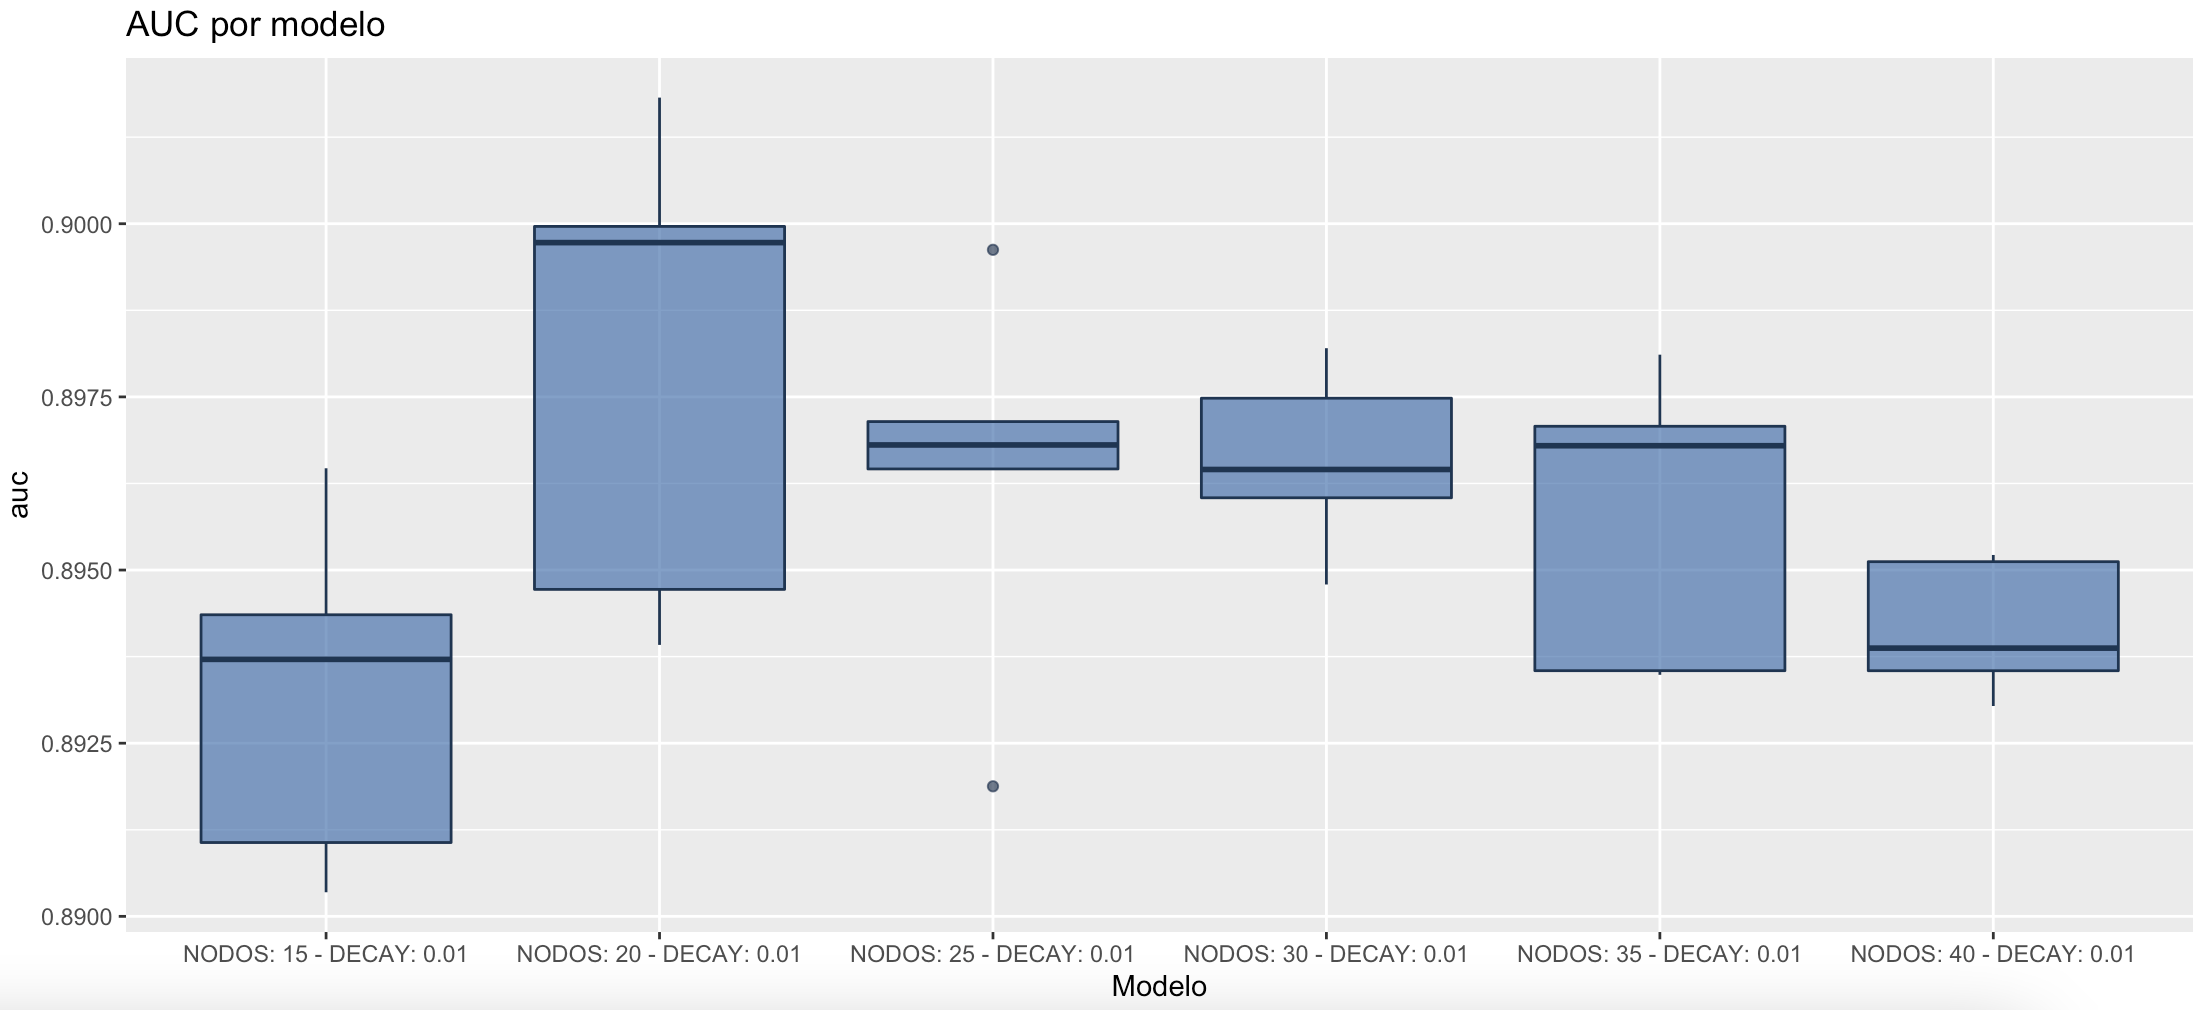 AUC por modelo
auc
0.9000
0.8975
0.8950
0.8925
0.8900
NODOS: 15 - DECAY: 0.01
NODOS: 20 - DECAY: 0.01
NODOS: 25 - DECAY: 0.01
NODOS: 30 - DECAY: 0.01
NODOS: 35 - DECAY: 0.01
NODOS: 40 - DECAY: 0.01
Modelo